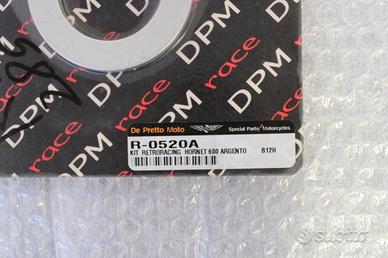 DPM race
DPM race
DPM race
DPM race
De Pretto Moto Special Parts Motorcycles
R-0520A
KIT RETRORACING HORNET 600 ARGENTO B12H
subito